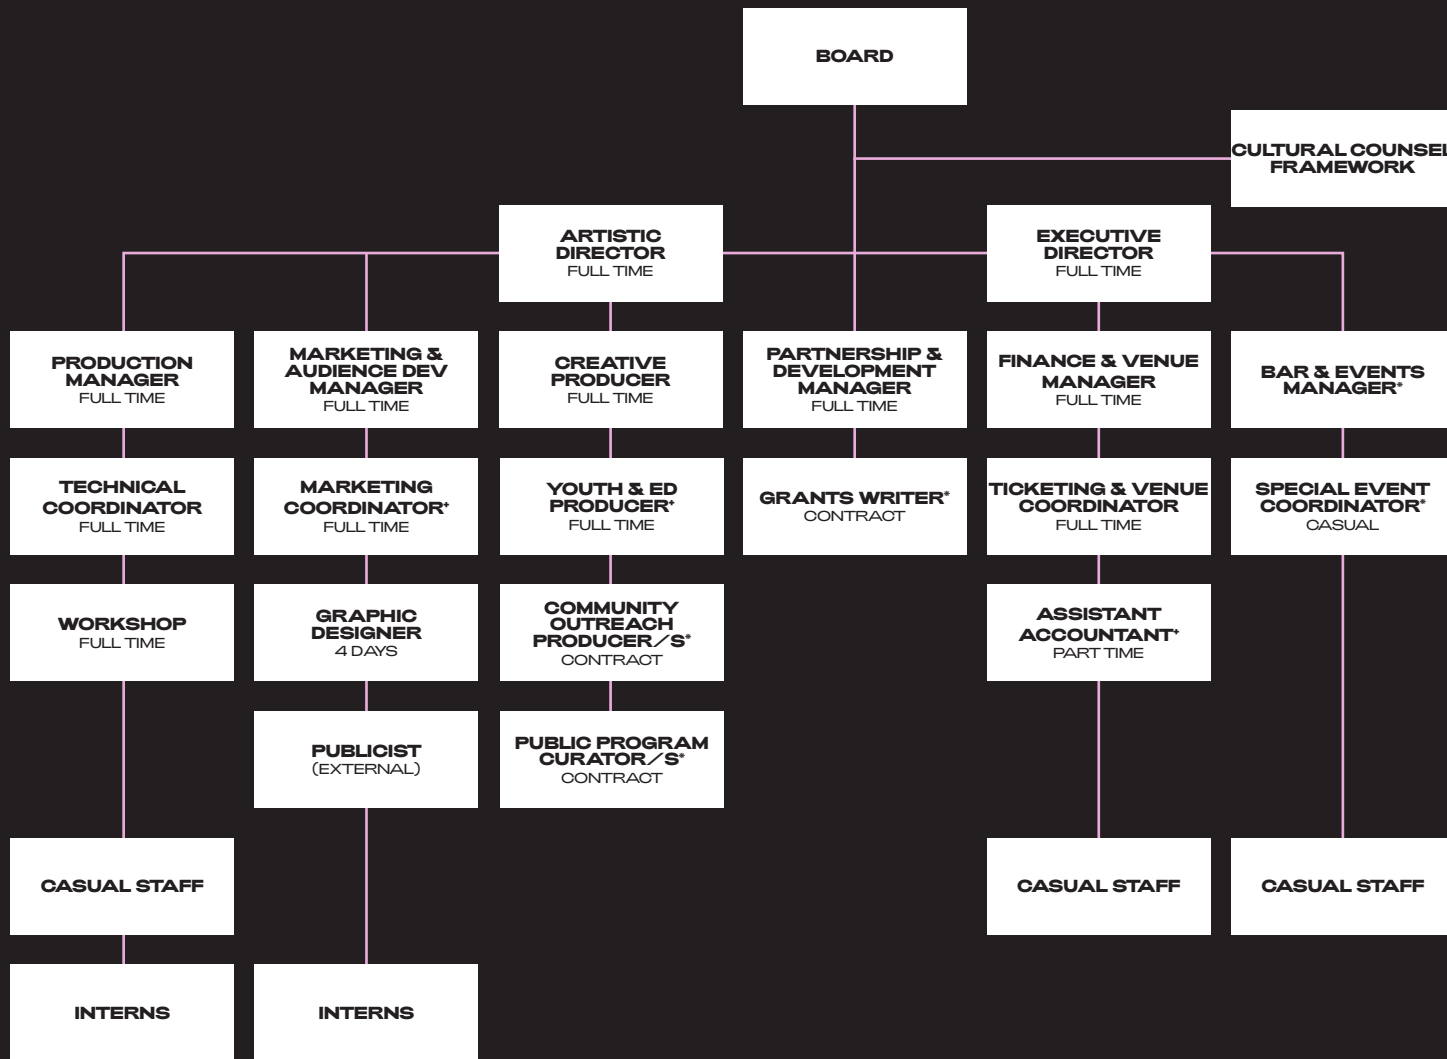 BOARD
CULTURAL COUNSEL
FRAMEWORK
ARTISTIC
DIRECTOR
FULL TIME
EXECUTIVE
DIRECTOR
FULL TIME
PRODUCTION
MANAGER
FULL TIME
MARKETING &
AUDIENCE DEV
MANAGER
FULL TIME
CREATIVE
PRODUCER
FULL TIME
PARTNERSHIP &
DEVELOPMENT
MANAGER
FULL TIME
FINANCE & VENUE
MANAGER
FULL TIME
BAR & EVENTS
MANAGER*
TECHNICAL
COORDINATOR
FULL TIME
MARKETING
COORDINATOR+
FULL TIME
YOUTH & ED
PRODUCER+
FULL TIME
GRANTS WRITER*
CONTRACT
TICKETING & VENUE
COORDINATOR
FULL TIME
SPECIAL EVENT
COORDINATOR*
CASUAL
WORKSHOP
FULL TIME
GRAPHIC
DESIGNER
4 DAYS
COMMUNITY
OUTREACH
PRODUCER/S*
CONTRACT
ASSISTANT
ACCOUNTANT+
PART TIME
PUBLICIST
(EXTERNAL)
PUBLIC PROGRAM
CURATOR/S*
CONTRACT
CASUAL STAFF
CASUAL STAFF
CASUAL STAFF
INTERNS
INTERNS